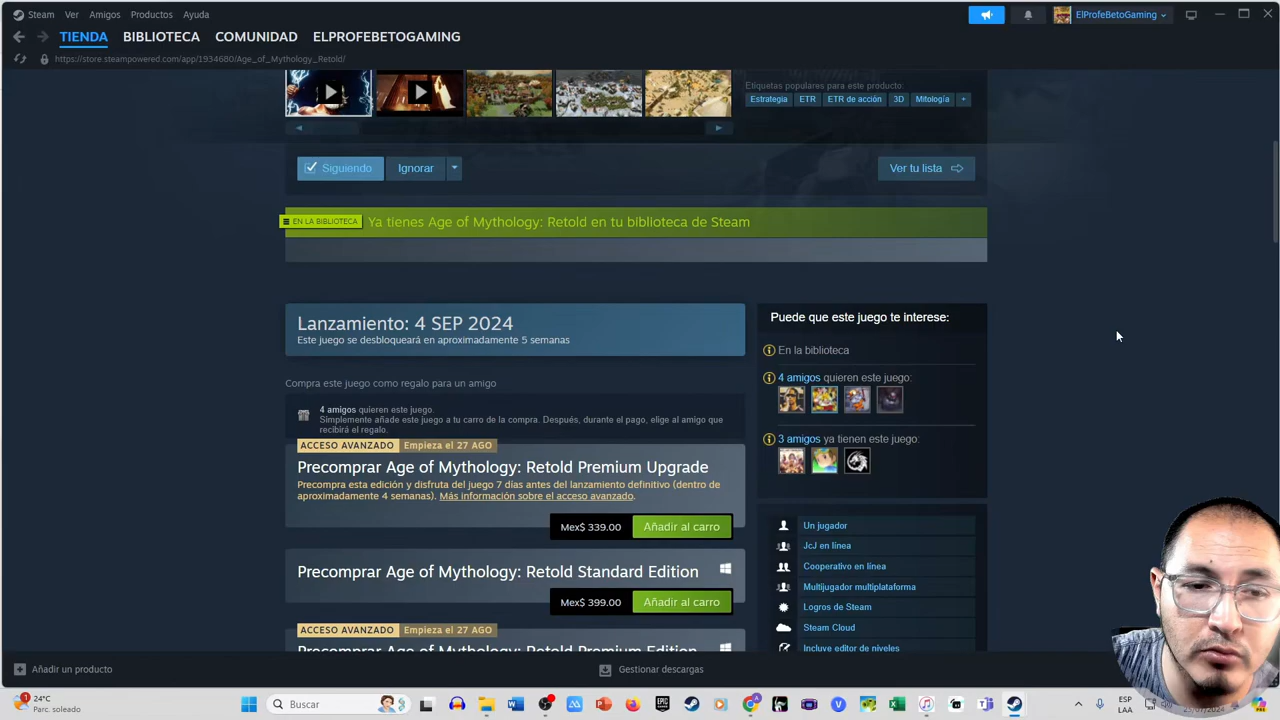 Steam Ver Amigos Productos Ayuda
ElProfeBetoGaming
TIENDA BIBLIOTECA COMUNIDAD ELPROFEBETOGAMING
https://store.steampowered.com/app/1934680/Age_of_Mythology_Retold/
Etiquetas populares para este producto:
Estrategia ETR ETR de acción 3D Mitología +
Siguiendo Ignorar Ver tu lista
EN LA BIBLIOTECA Ya tienes Age of Mythology: Retold en tu biblioteca de Steam
Lanzamiento: 4 SEP 2024
Este juego se desbloqueará en aproximadamente 5 semanas
Compra este juego como regalo para un amigo
4 amigos quieren este juego.
Simplemente añade este juego a tu carro de la compra. Después, durante el pago, elige al amigo que
recibirá el regalo.
ACCESO AVANZADO Empieza el 27 AGO
Precomprar Age of Mythology: Retold Premium Upgrade
Precompra esta edición y disfruta del juego 7 días antes del lanzamiento definitivo (dentro de
aproximadamente 4 semanas). Más información sobre el acceso avanzado.
Mex$ 339.00 Añadir al carro
Precomprar Age of Mythology: Retold Standard Edition
Mex$ 399.00 Añadir al carro
ACCESO AVANZADO Empieza el 27 AGO
Precomprar Age of Mythology: Retold Premium Edition
Puede que este juego te interese:
En la biblioteca
4 amigos quieren este juego:
3 amigos ya tienen este juego:
Un jugador
JcJ en línea
Cooperativo en línea
Multijugador multiplataforma
Logros de Steam
Steam Cloud
Incluye editor de niveles
Añadir un producto Gestionar descargas
24°C
Parc. soleado
Buscar
ESP
LAA